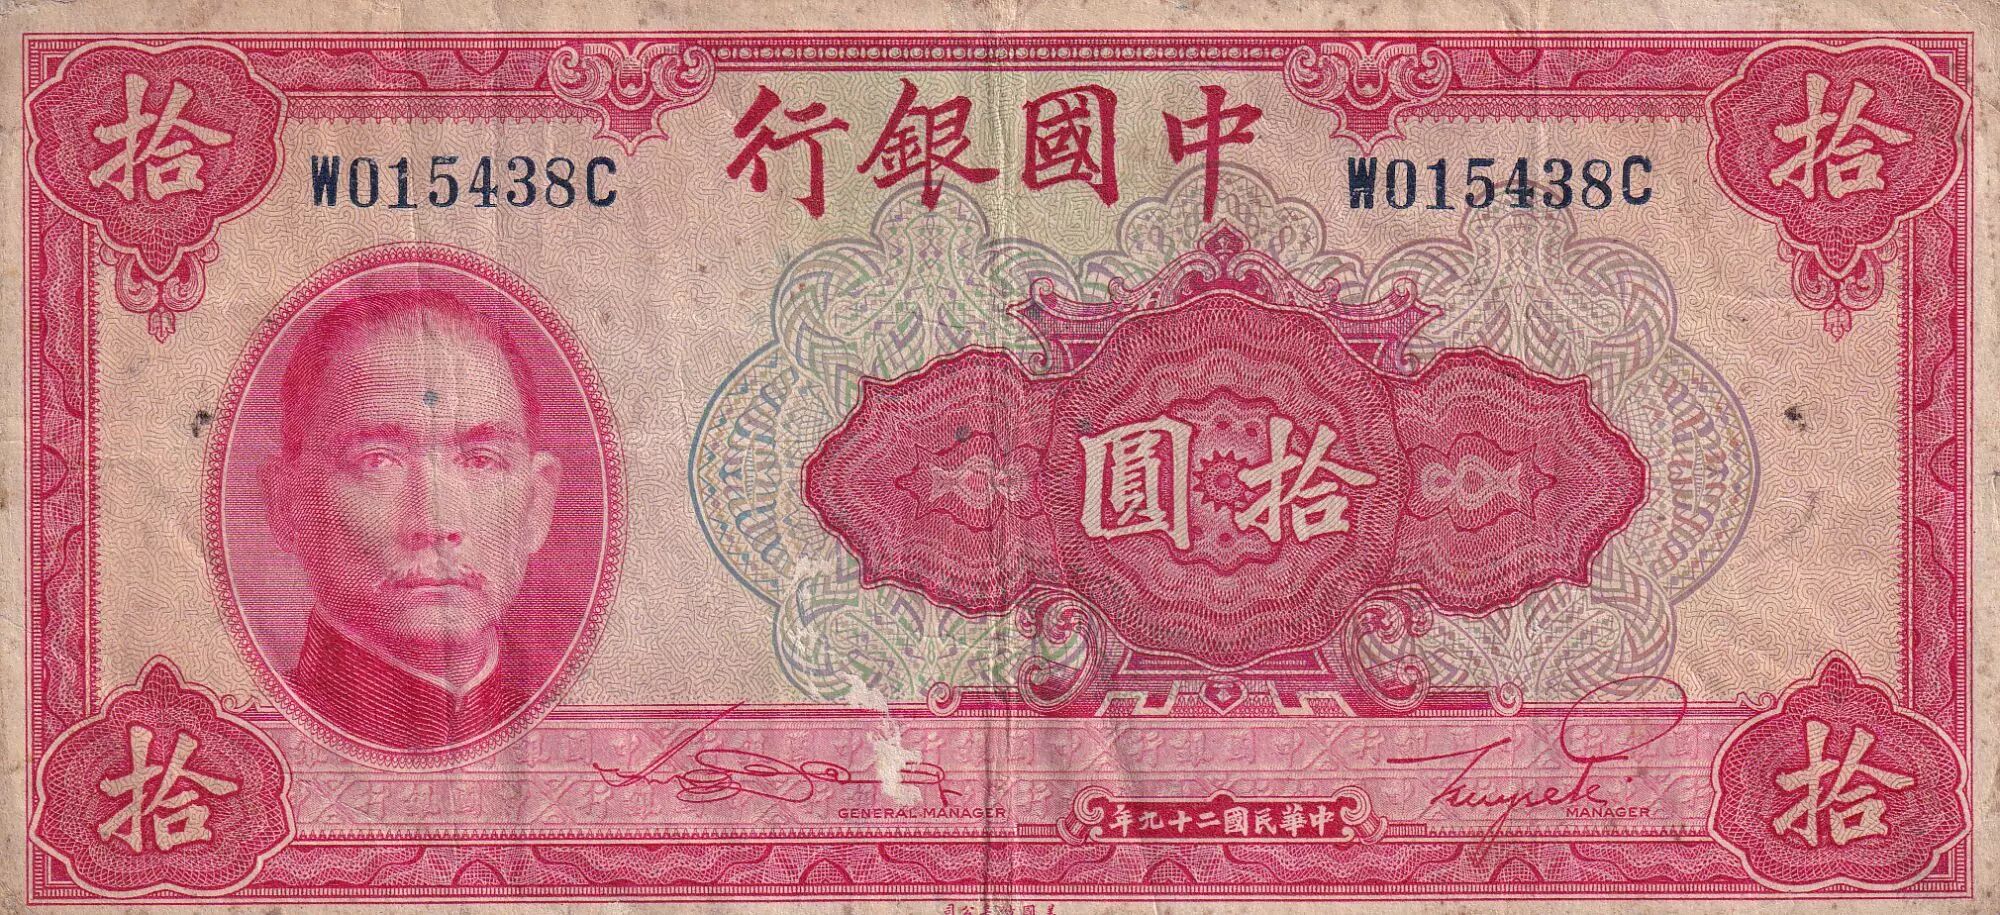 拾
拾
中國銀行
W015438C
W015438C
拾圓
GENERAL MANAGER
MANAGER
中華民國二十九年
拾
拾